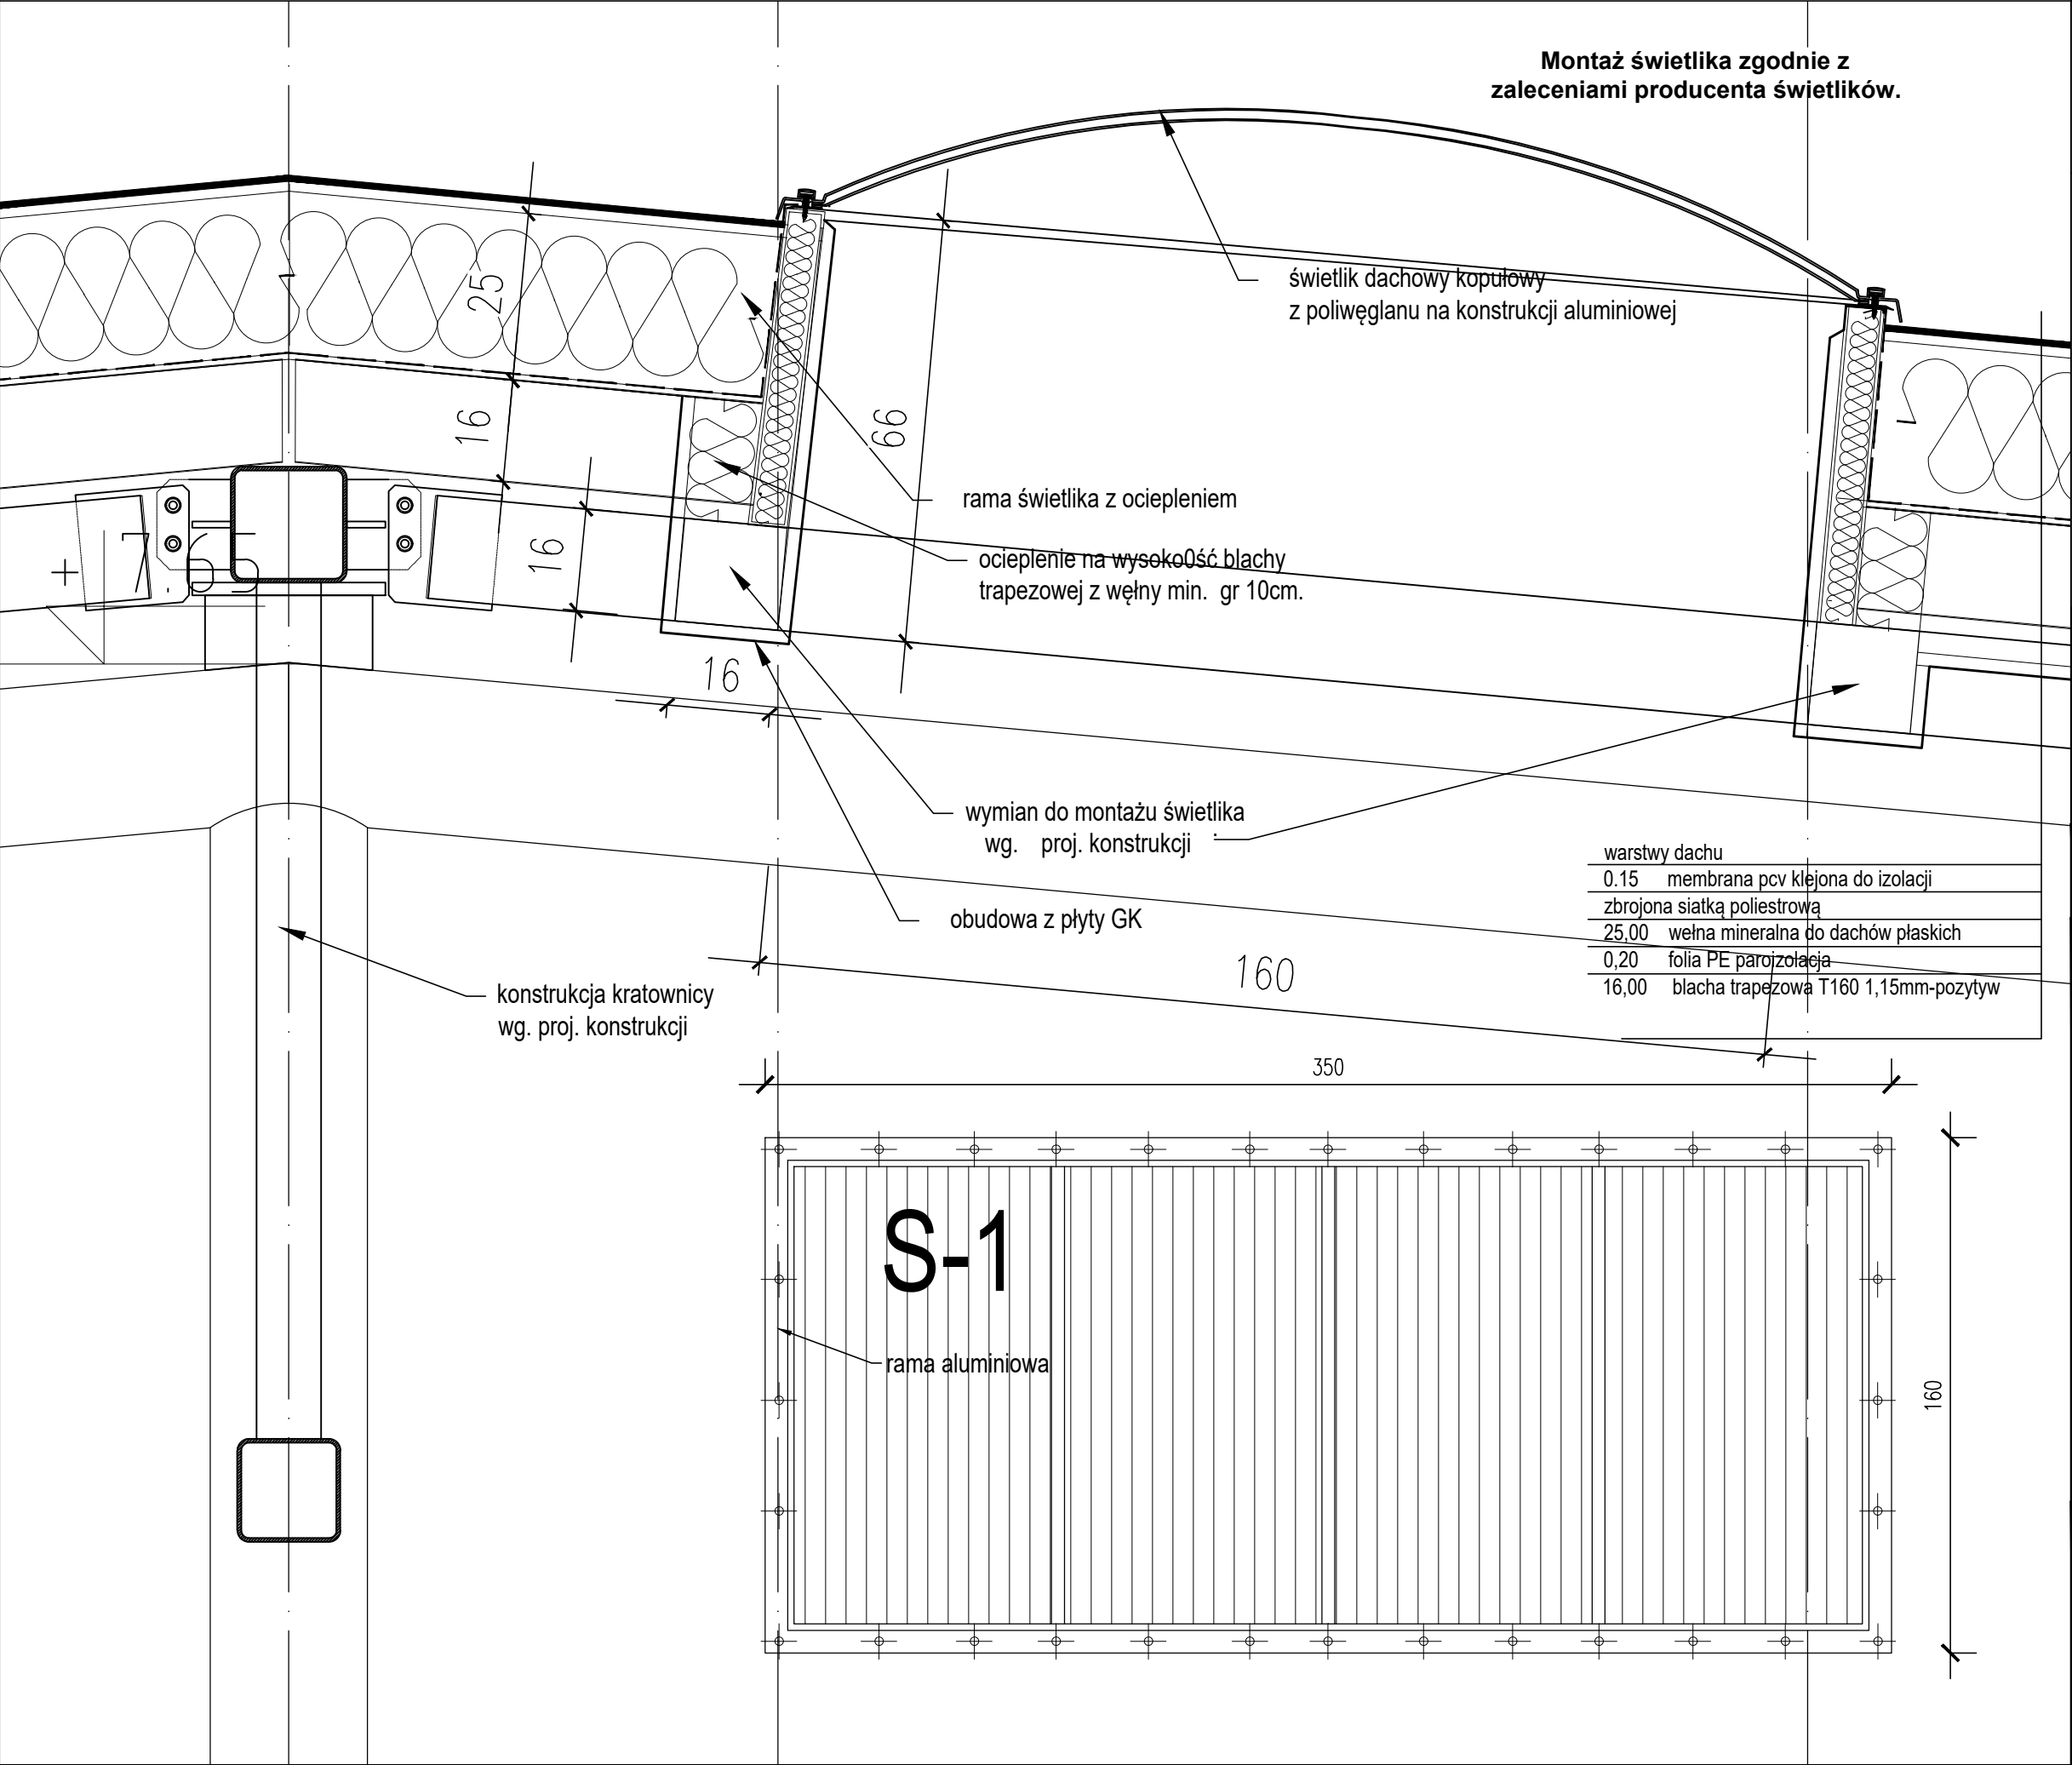 Montaż świetlika zgodnie z
zaleceniami producenta świetlików.
25
16
66
16
16
świetlik dachowy kopułowy
z poliwęglanu na konstrukcji aluminiowej
rama świetlika z ociepleniem
ocieplenie na wysoko0ść blachy
trapezowej z wełny min. gr 10cm.
wymian do montażu świetlika
wg. proj. konstrukcji
obudowa z płyty GK
konstrukcja kratownicy
wg. proj. konstrukcji
warstwy dachu
0.15 membrana pcv klejona do izolacji
zbrojona siatką poliestrową
25,00 wełna mineralna do dachów płaskich
0,20 folia PE paroizolacja
16,00 blacha trapezowa T160 1,15mm-pozytyw
160
350
S-1
rama aluminiowa
160